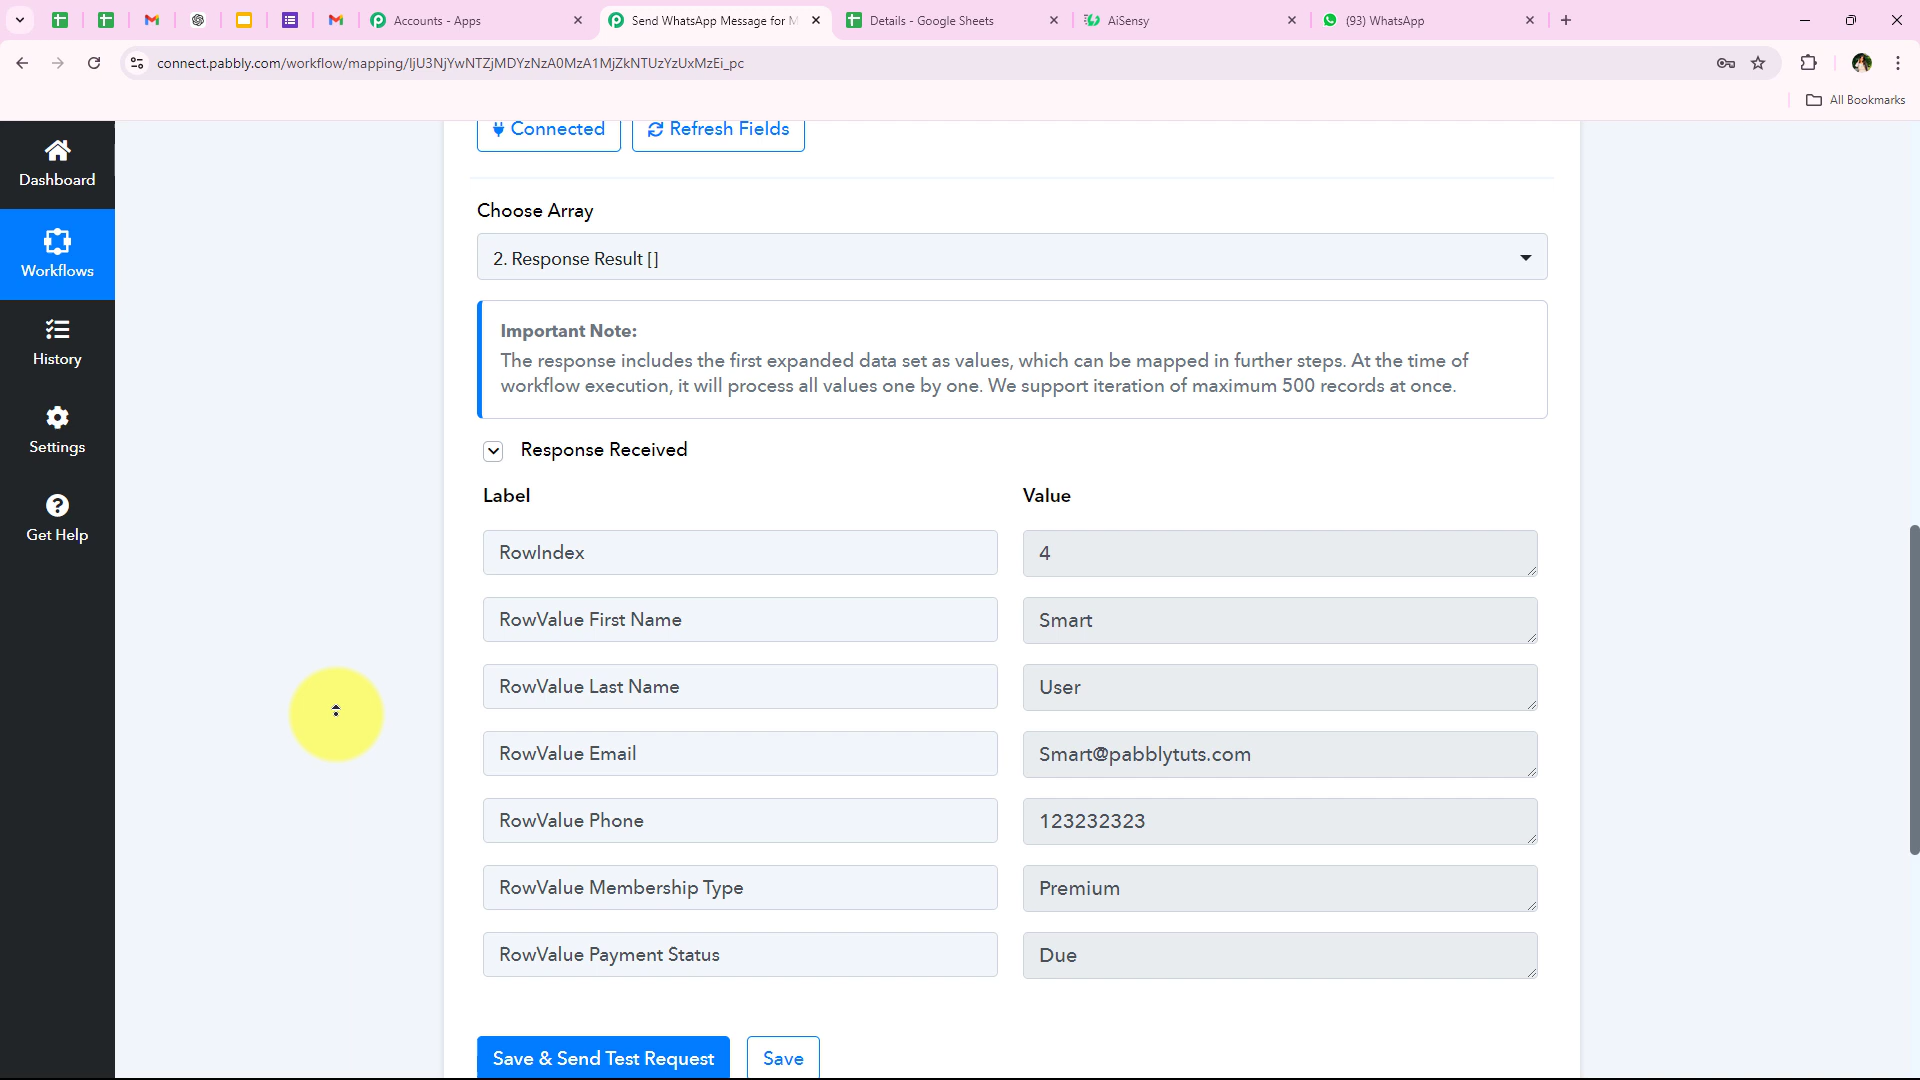 Accounts - Apps
Send WhatsApp Message for M
Details - Google Sheets
AiSensy
(93) WhatsApp
connect.pabbly.com/workflow/mapping/IjU3NjYwNTZjMDYzNzA0MzA1MjZkNTUzYzUxMzEi_pc
All Bookmarks
Connected
Refresh Fields
Dashboard
Workflows
History
Settings
Get Help
Choose Array
2. Response Result []
Important Note:
The response includes the first expanded data set as values, which can be mapped in further steps. At the time of
workflow execution, it will process all values one by one. We support iteration of maximum 500 records at once.
Response Received
Label Value
RowIndex 4
RowValue First Name Smart
RowValue Last Name User
RowValue Email Smart@pabblytuts.com
RowValue Phone 123232323
RowValue Membership Type Premium
RowValue Payment Status Due
Save & Send Test Request Save